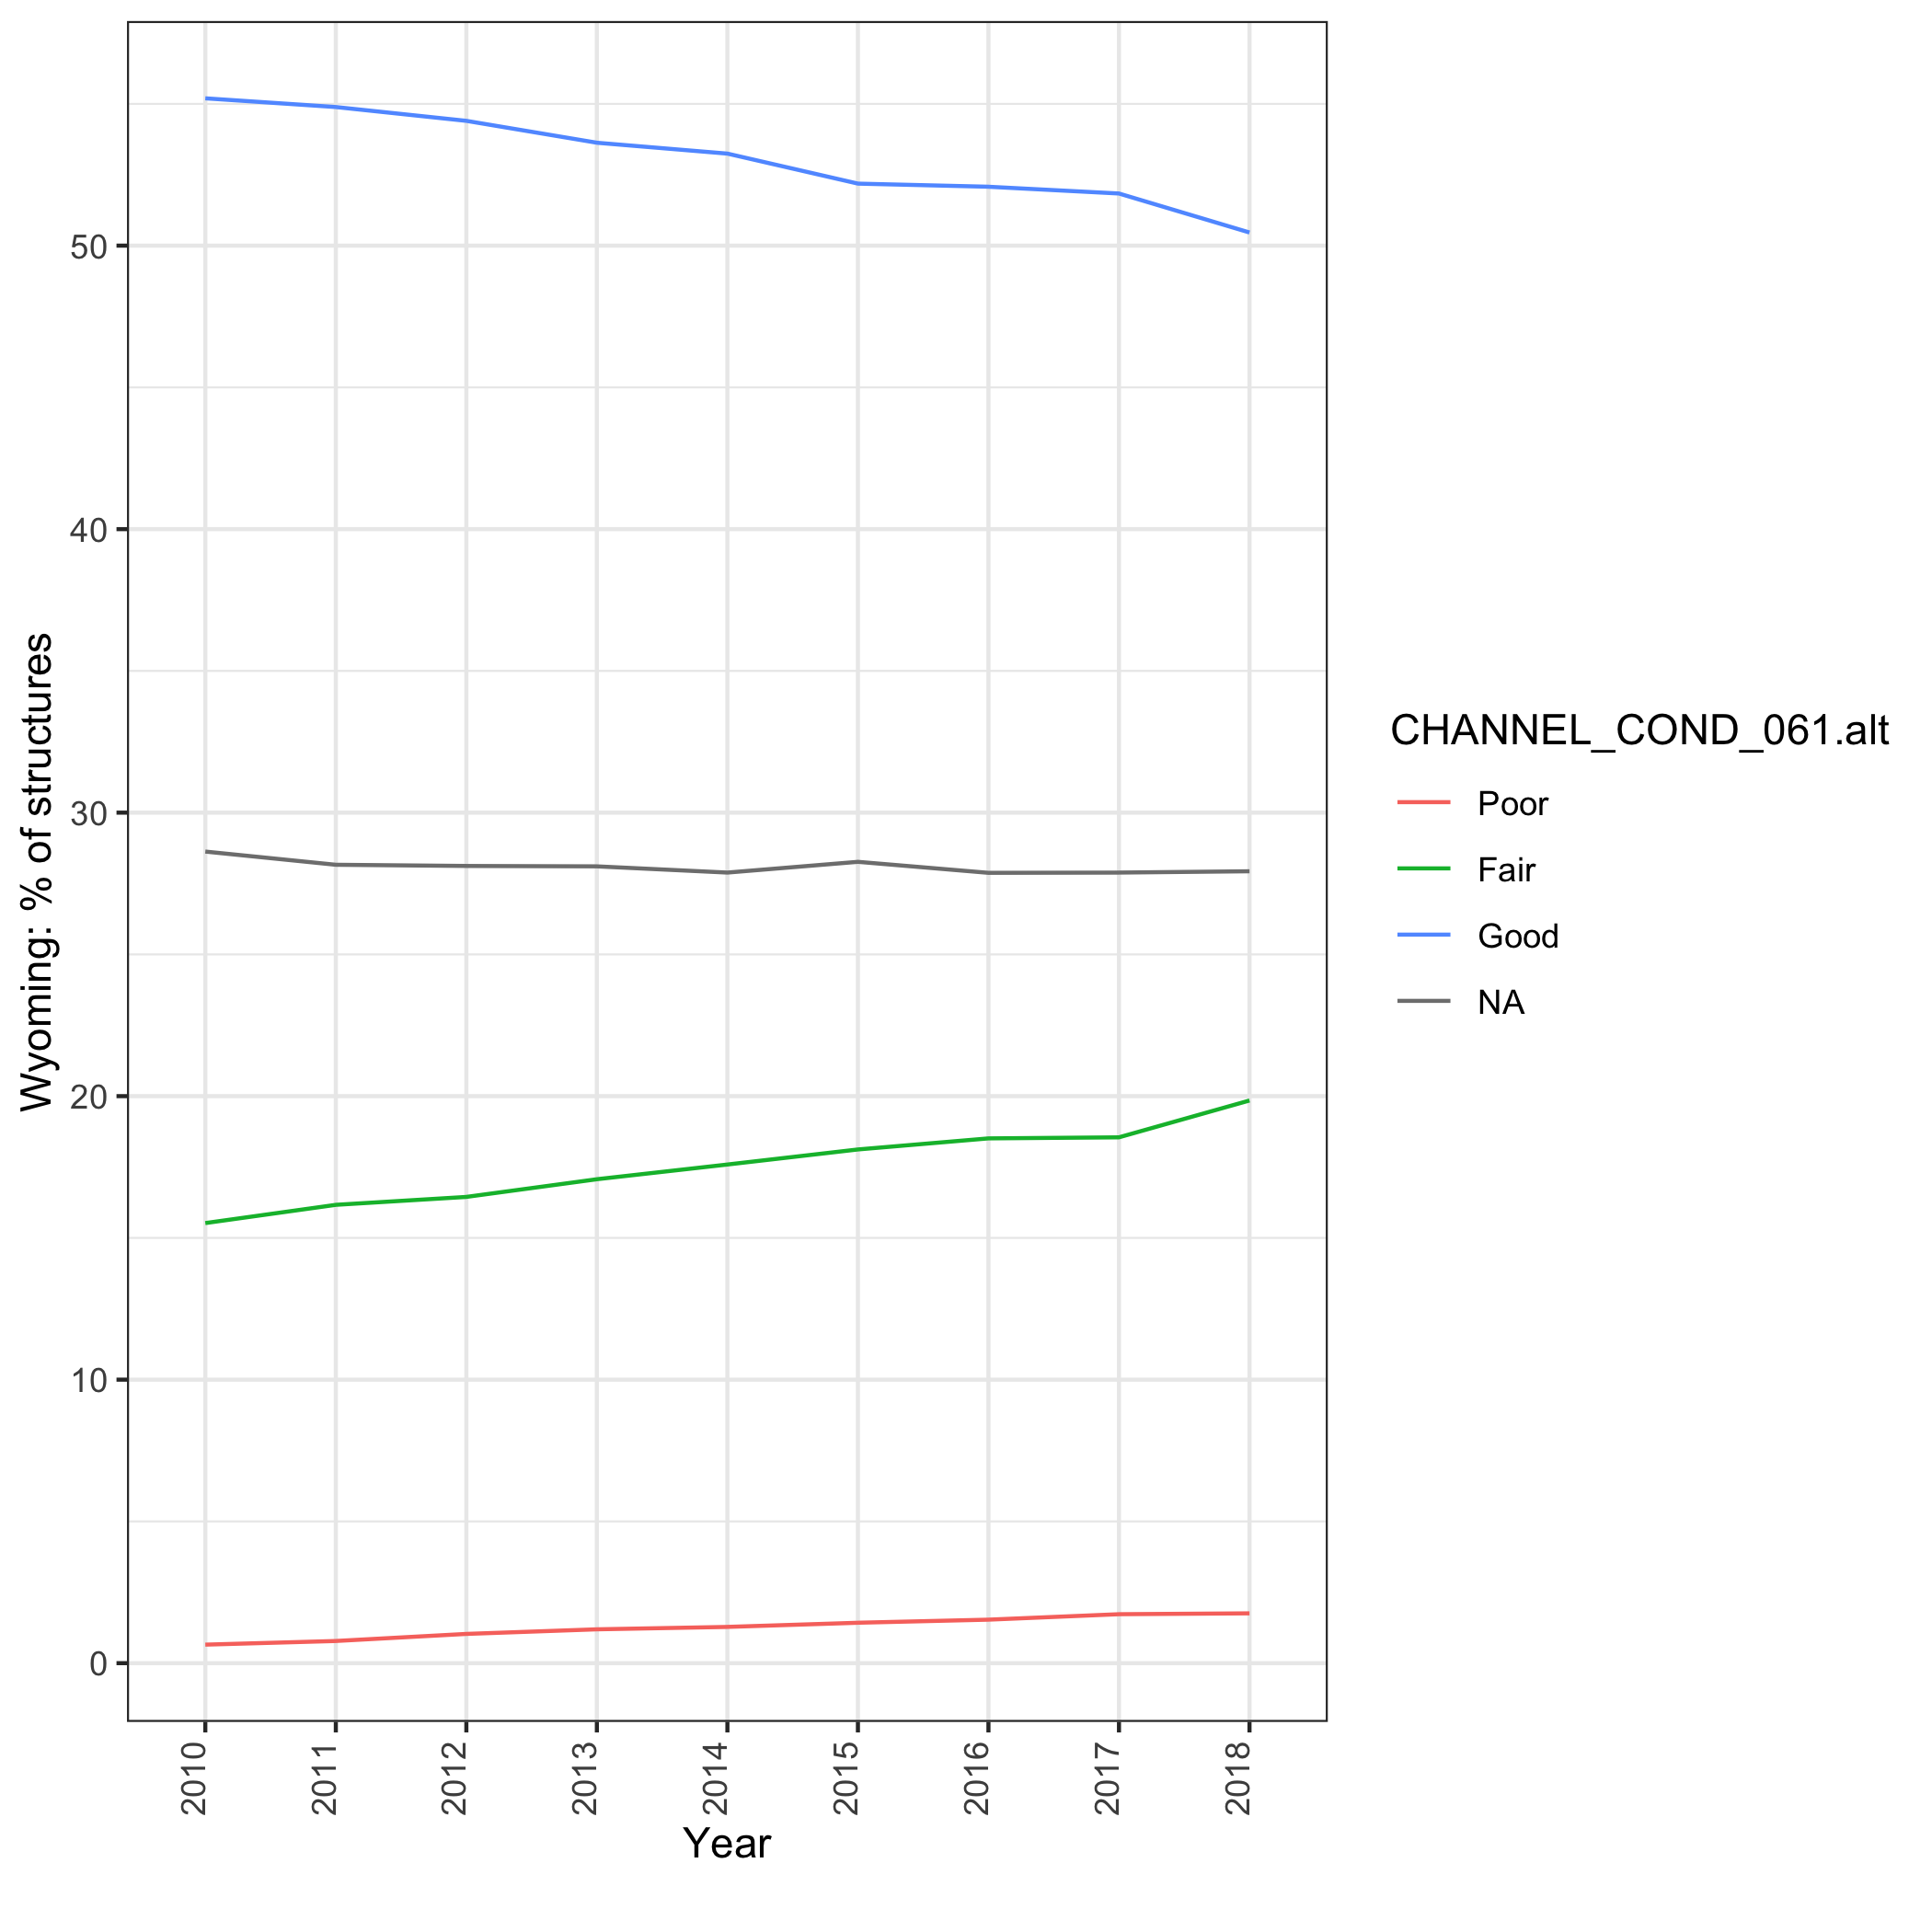 Wyoming: % of structures
50
40
30
20
10
0
2010
2011
2012
2013
2014
2015
2016
2017
2018
Year
CHANNEL_COND_061.alt
Poor
Fair
Good
NA